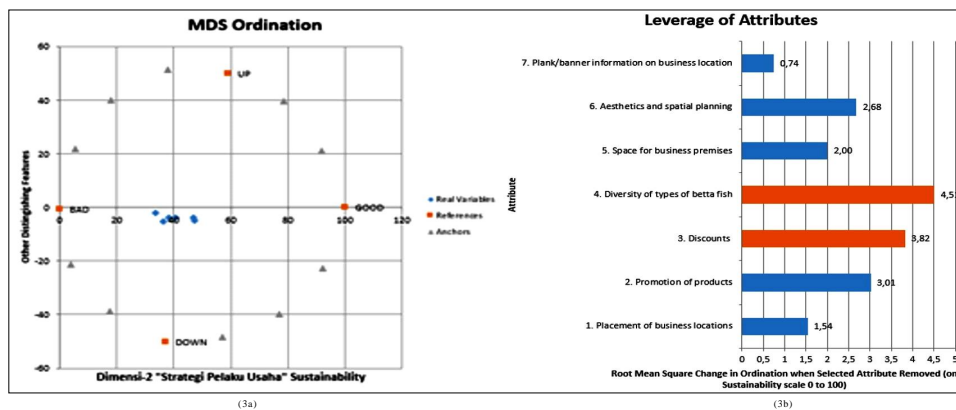 MDS Ordination
60
40
20
0
-20
-40
-60
UP
BAD
GOOD
DOWN
0 20 40 60 80 100 120
Other Distingishing Features
Real Variables
References
Anchors
Dimensi-2 "Strategi Pelaku Usaha" Sustainability
(3a)
Leverage of Attributes
Attribute
7. Plank/banner information on business location
0,74
6. Aesthetics and spatial planning
2,68
5. Space for business premises
2,00
4. Diversity of types of betta fish
4,51
3. Discounts
3,82
2. Promotion of products
3,01
1. Placement of business locations
1,54
0 0,5 1 1,5 2 2,5 3 3,5 4 4,5 5
Root Mean Square Change in Ordination when Selected Attribute Removed (on
Sustainability scale 0 to 100)
(3b)